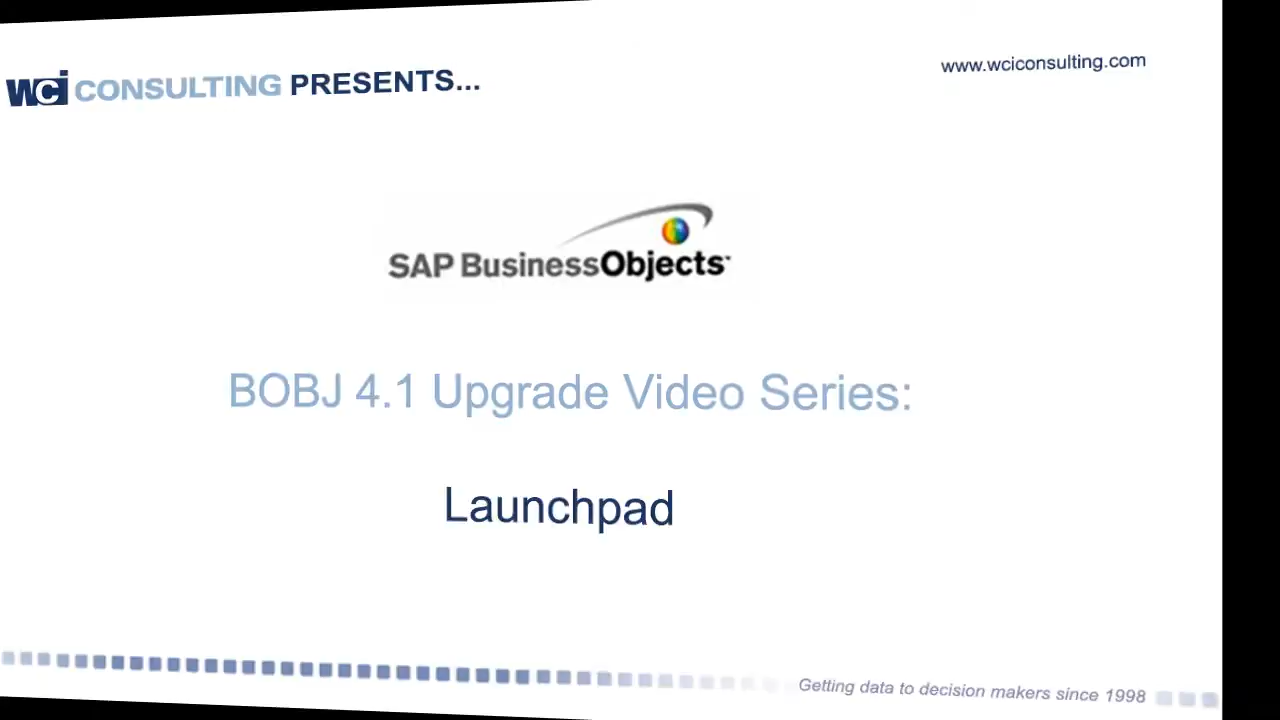 WCi CONSULTING PRESENTS...
www.wciconsulting.com
SAP BusinessObjects™
BOBJ 4.1 Upgrade Video Series:
Launchpad
Getting data to decision makers since 1998